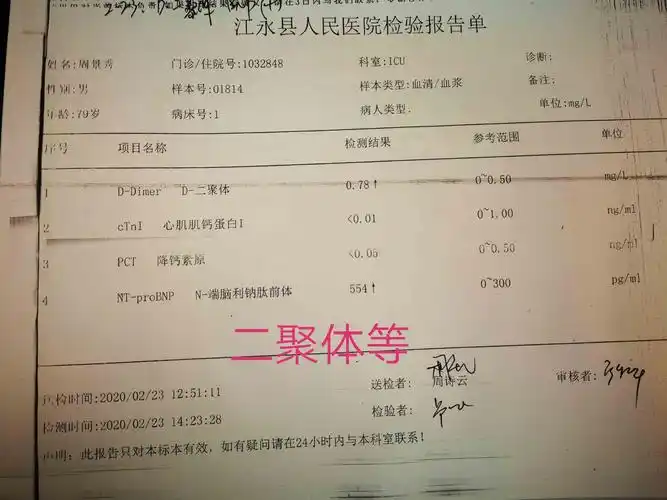 江永县人民医院检验报告单
姓名:周景秀 门诊/住院号:1032848 科室:ICU 诊断:
性别:男 样本号:01814 样本类型:血清/血浆 备注:
年龄:79岁 病床号:1 病人类型. 单位:mg/L
序号 项目名称 检测结果 参考范围 单位
1 D-Dimer D-二聚体 0.78↑ 0~0.50 mg/L
2 cTnI 心肌肌钙蛋白I <0.01 0~1.00 ng/ml
3 PCT 降钙素原 <0.05 0~0.50 ng/ml
4 NT-proBNP N-端脑利钠肽前体 554↑ 0~300 pg/ml
二聚体等
送检时间:2020/02/23 12:51:11 送检者: 周诗云 审核者:
检测时间:2020/02/23 14:23:28 检验者:
声明:此报告只对本标本有效,如有疑问请在24小时内与本科室联系!